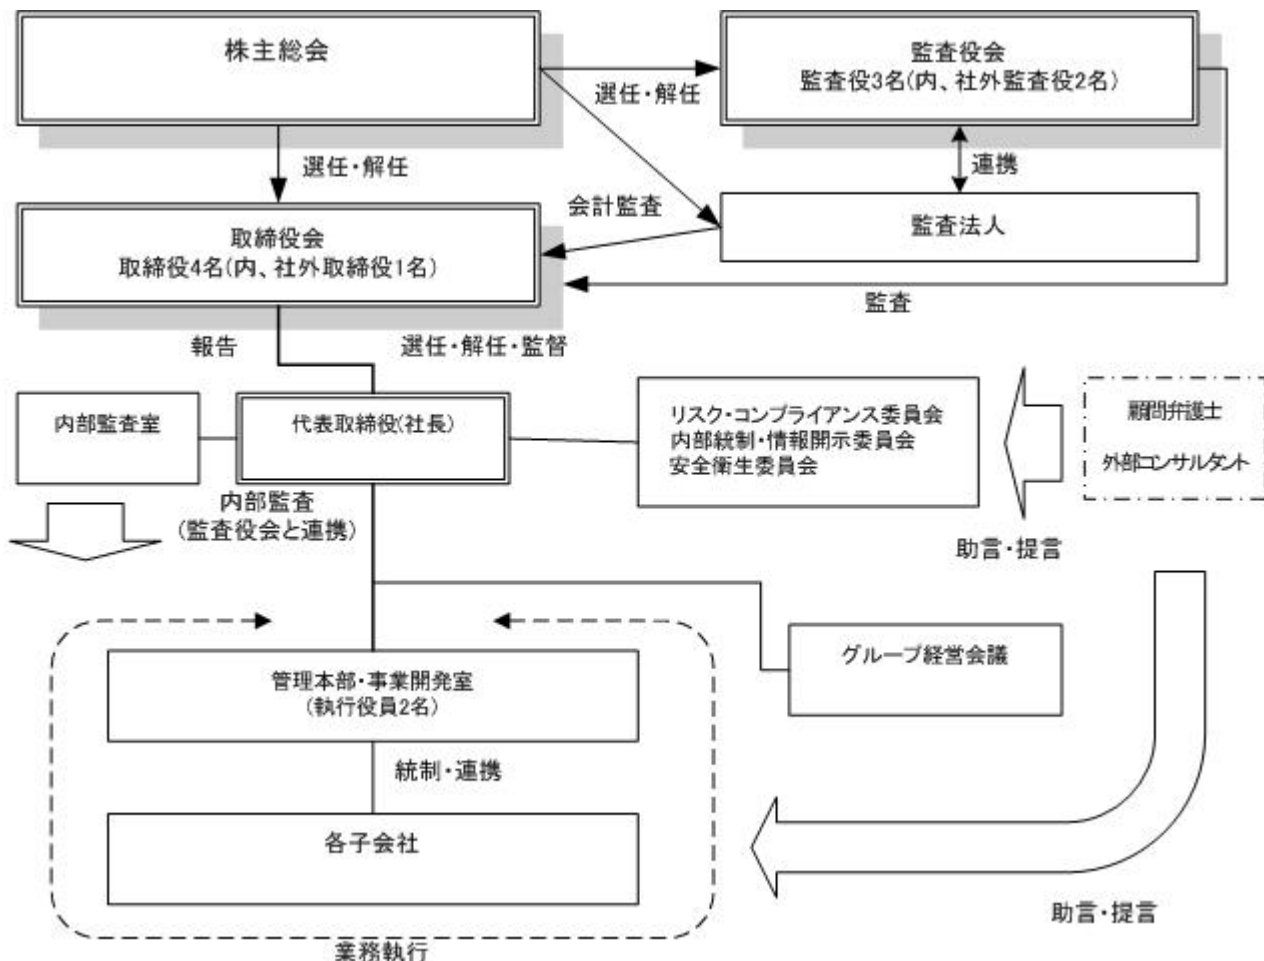 株主総会
監査役会
監査役3名(内、社外監査役2名)
選任・解任
選任・解任
連携
会計監査
監査法人
取締役会
取締役4名(内、社外取締役1名)
監査
報告
選任・解任・監督
内部監査室
代表取締役(社長)
リスク・コンプライアンス委員会
内部統制・情報開示委員会
安全衛生委員会
顧問弁護士
外部コンサルタント
内部監査
(監査役会と連携)
助言・提言
グループ経営会議
管理本部・事業開発室
(執行役員2名)
統制・連携
各子会社
助言・提言
業務執行